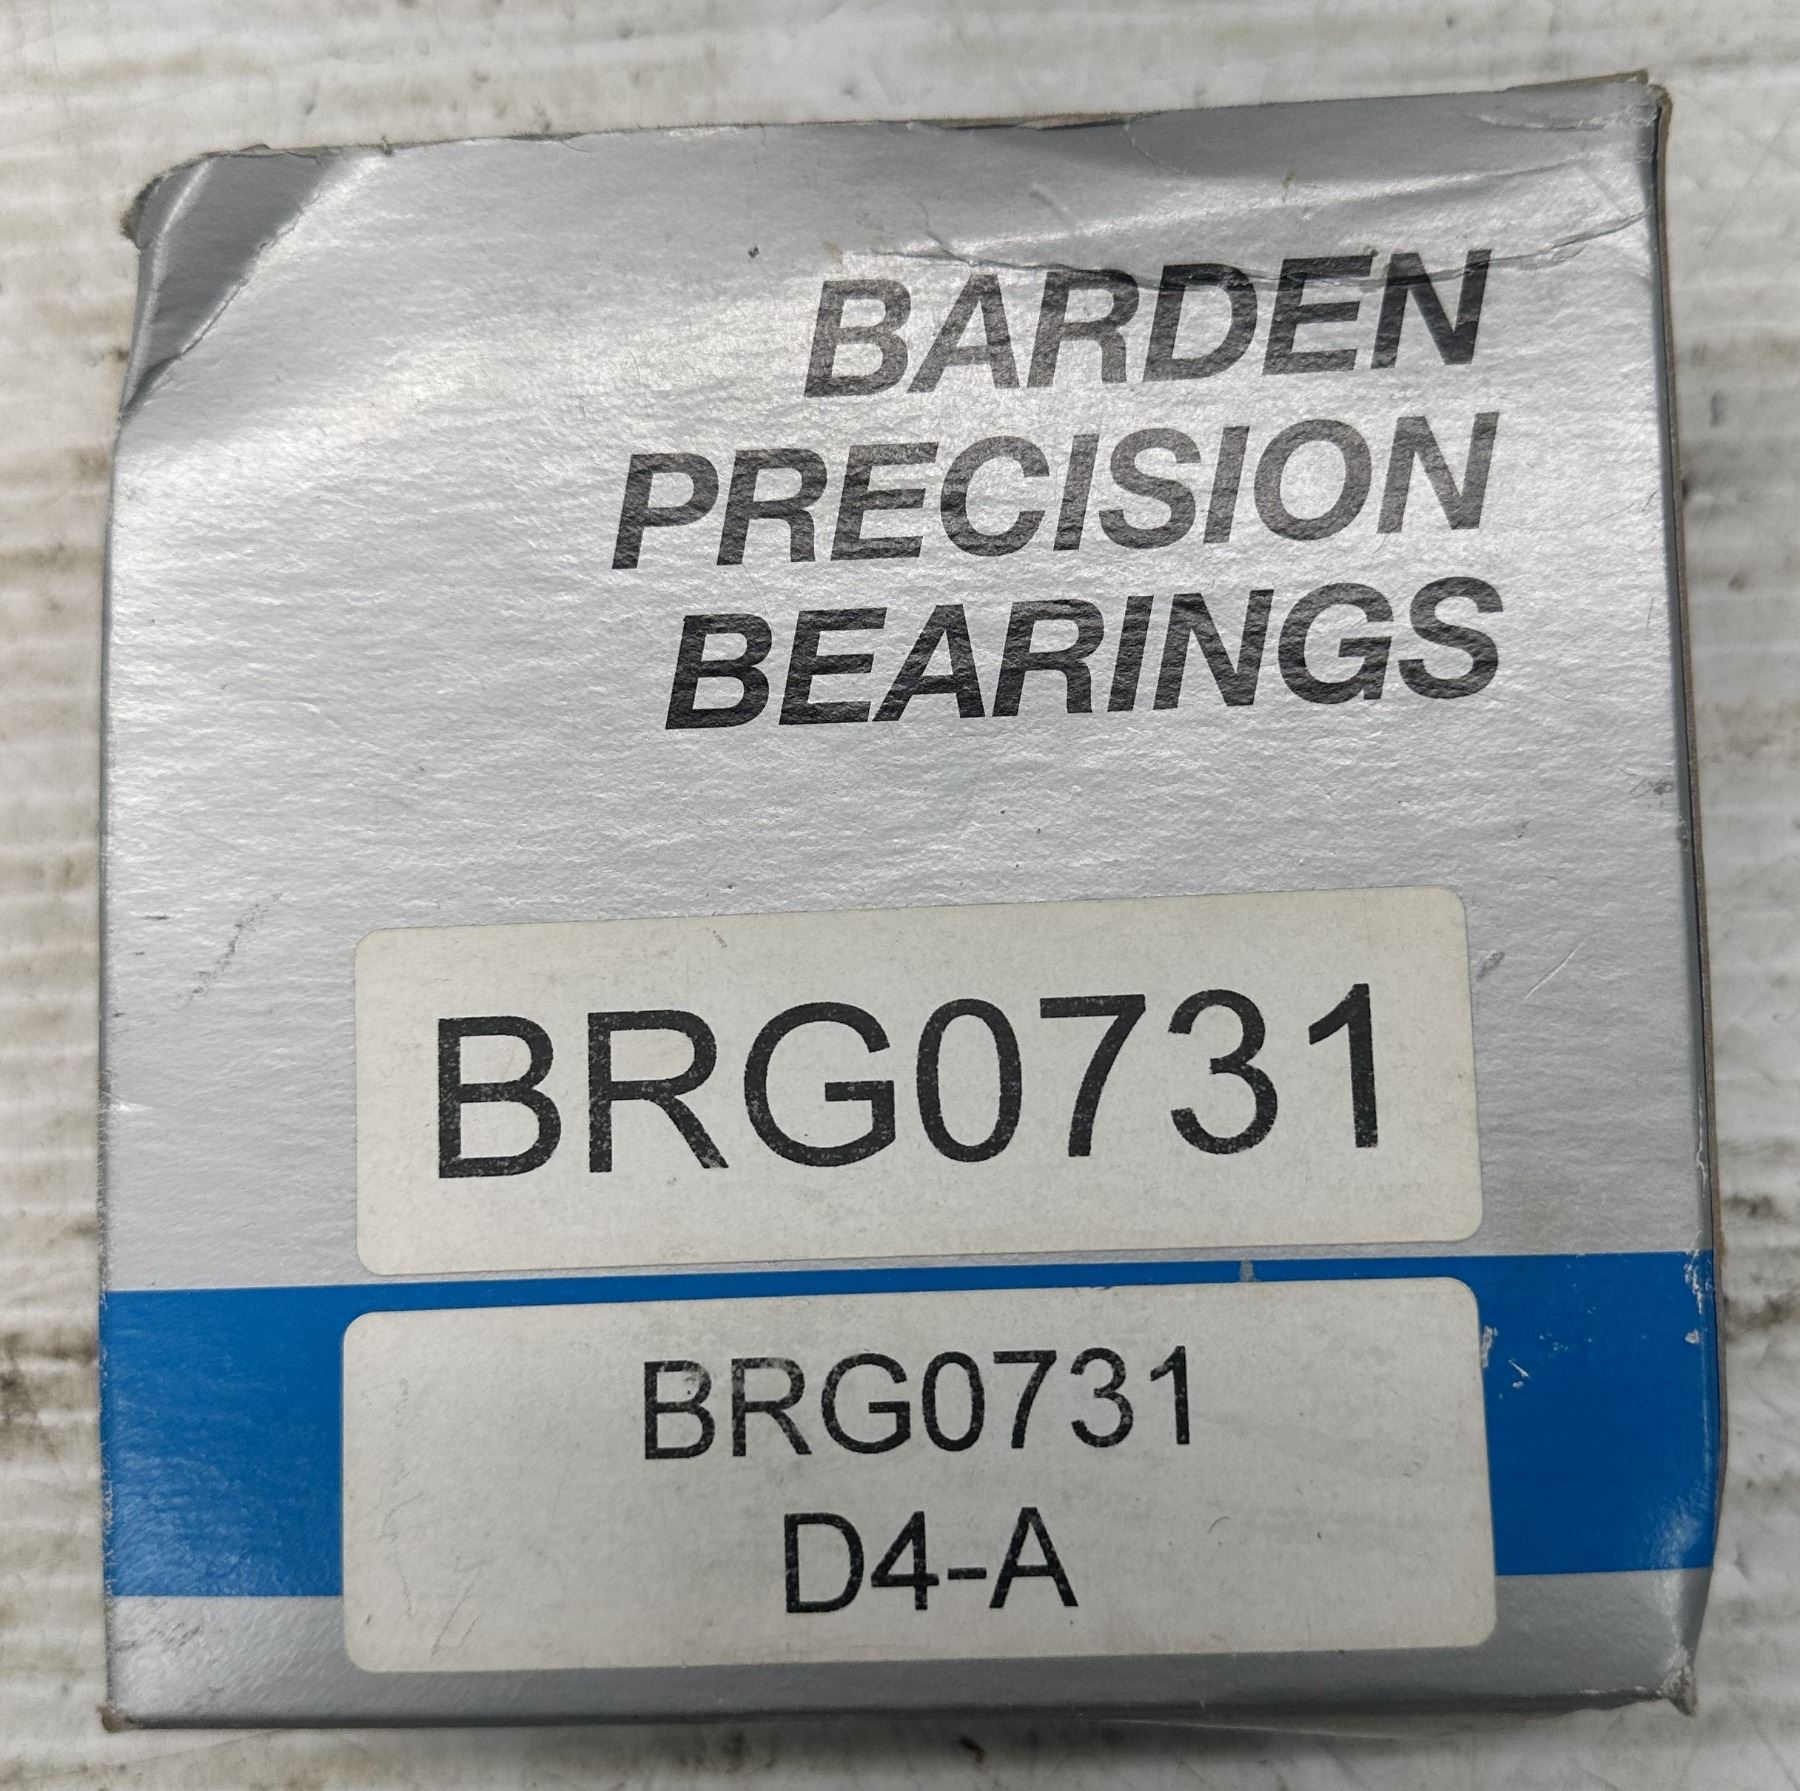 BARDEN
PRECISION
BEARINGS
BRG0731
BRG0731
D4-A